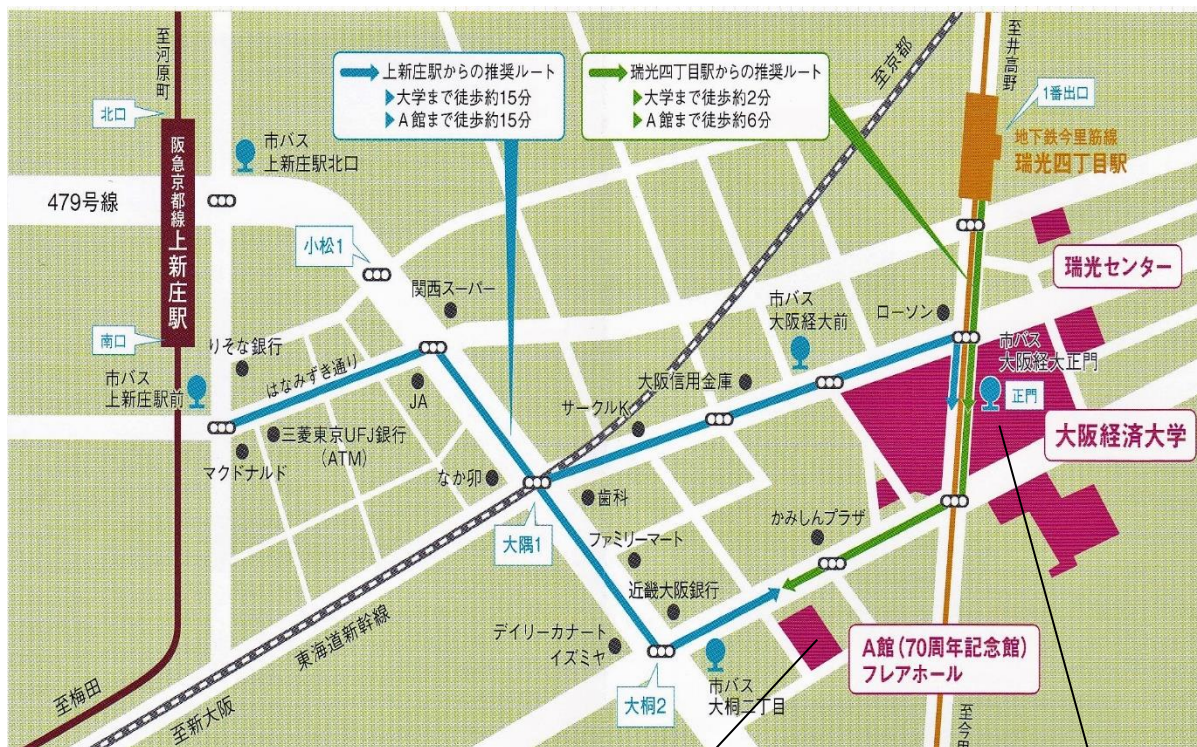 至河原町
北口
阪急京都線上新庄駅
南口
479号線
市バス
上新庄駅北口
小松1
上新庄駅からの推奨ルート
大学まで徒歩約15分
A館まで徒歩約15分
瑞光四丁目駅からの推奨ルート
大学まで徒歩約2分
A館まで徒歩約6分
至京都
至井高野
1番出口
地下鉄今里筋線
瑞光四丁目駅
瑞光センター
関西スーパー
りそな銀行
はなみずき通り
市バス
上新庄駅前
JA
三菱東京UFJ銀行
(ATM)
マクドナルド
なか卯
市バス
大阪経大前
ローソン
大阪信用金庫
サークルK
市バス
大阪経大正門
正門
大阪経済大学
歯科
大隅1
ファミリーマート
かみしんプラザ
近畿大阪銀行
デイリーカナート
イズミヤ
大桐2
市バス
大桐二丁目
A館(70周年記念館)
フレアホール
東海道新幹線
至梅田
至新大阪
至今里